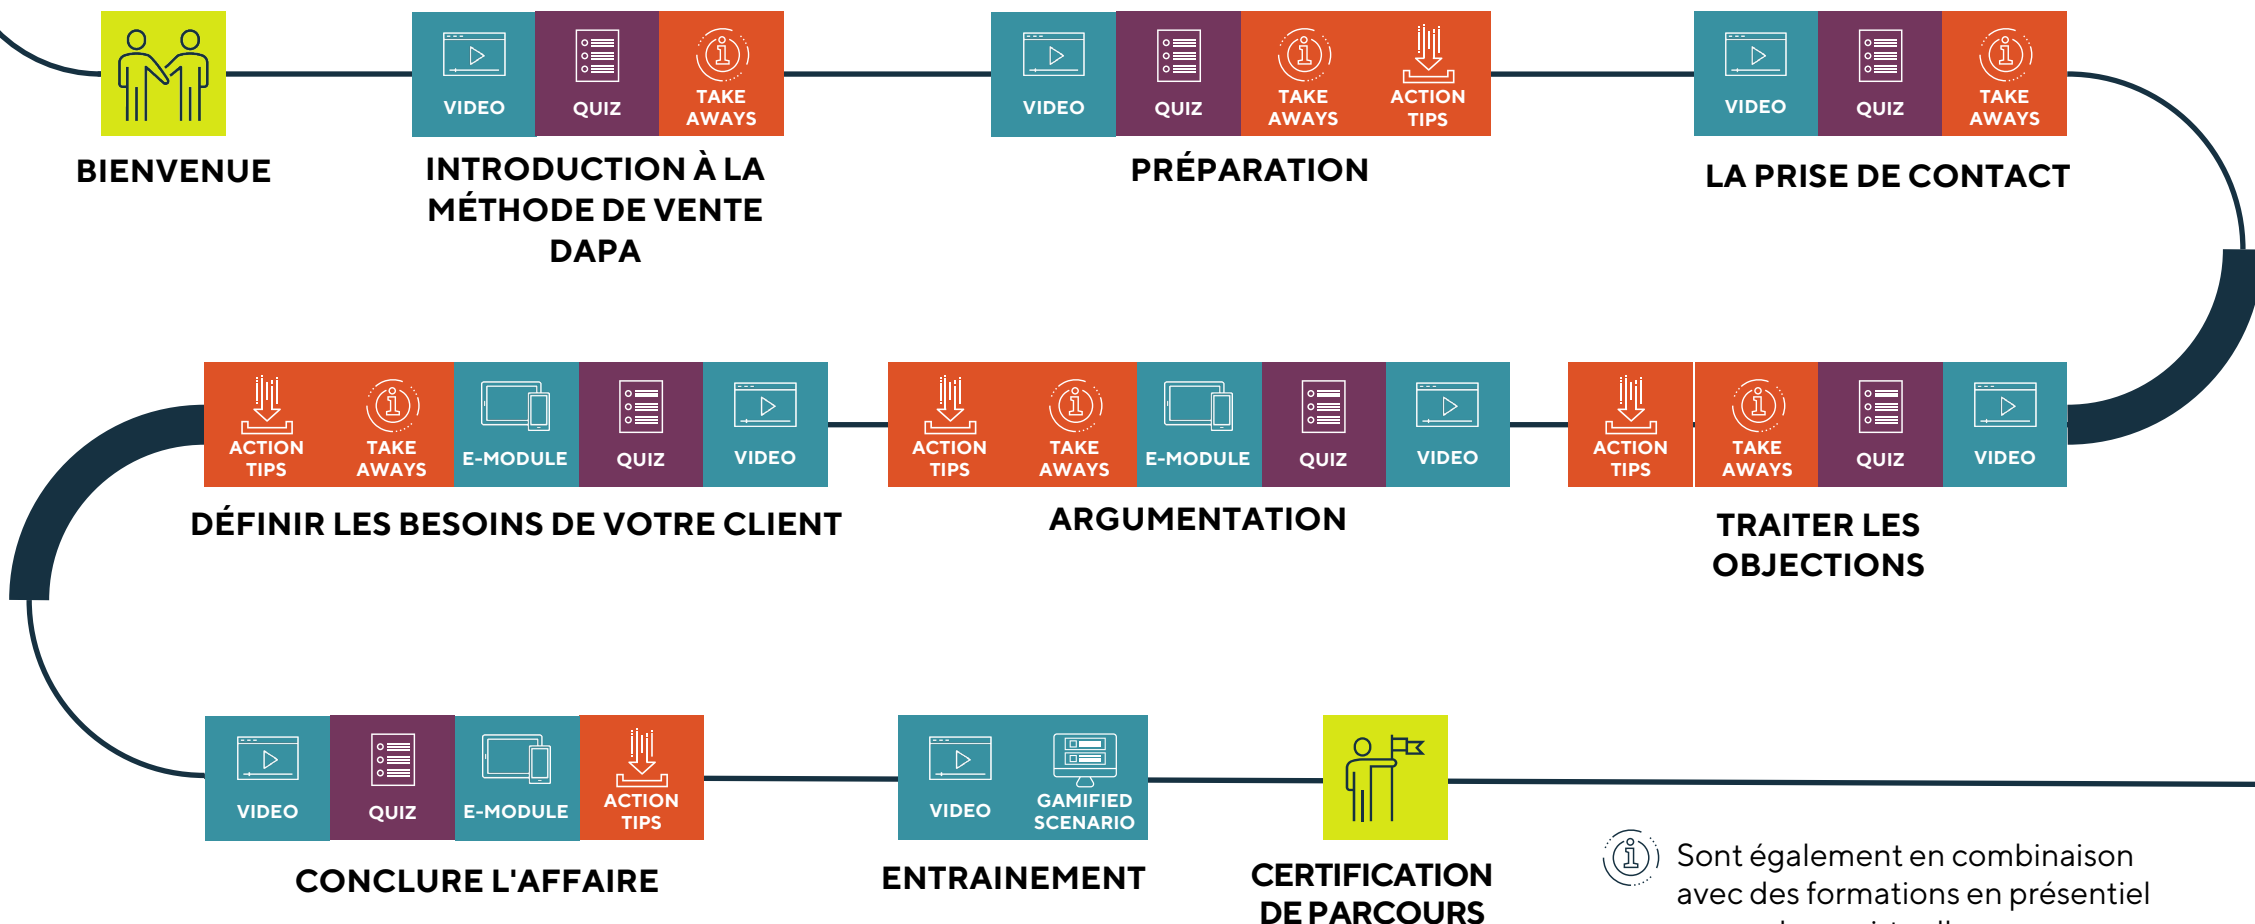 VIDEO
QUIZ
TAKE
AWAYS
VIDEO
QUIZ
TAKE
AWAYS
ACTION
TIPS
VIDEO
QUIZ
TAKE
AWAYS
BIENVENUE
INTRODUCTION À LA
MÉTHODE DE VENTE
DAPA
PRÉPARATION
LA PRISE DE CONTACT
ACTION
TIPS
TAKE
AWAYS
E-MODULE
QUIZ
VIDEO
ACTION
TIPS
TAKE
AWAYS
E-MODULE
QUIZ
VIDEO
ACTION
TIPS
TAKE
AWAYS
QUIZ
VIDEO
DÉFINIR LES BESOINS DE VOTRE CLIENT
ARGUMENTATION
TRAITER LES
OBJECTIONS
VIDEO
QUIZ
E-MODULE
ACTION
TIPS
VIDEO
GAMIFIED
SCENARIO
CONCLURE L'AFFAIRE
ENTRAINEMENT
CERTIFICATION
DE PARCOURS
Sont également en combinaison
avec des formations en présentiel